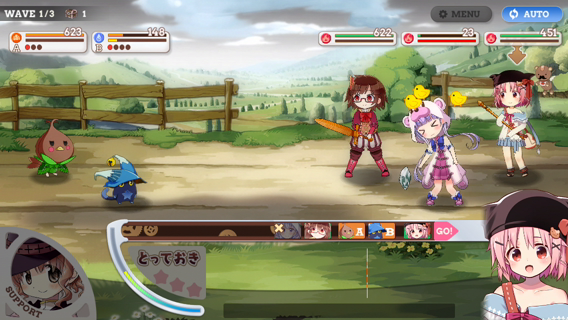 WAVE 1/3 1
MENU
AUTO
623
148
622
23
451
A
B
A
B
GO!
とっておき
SUPPORT